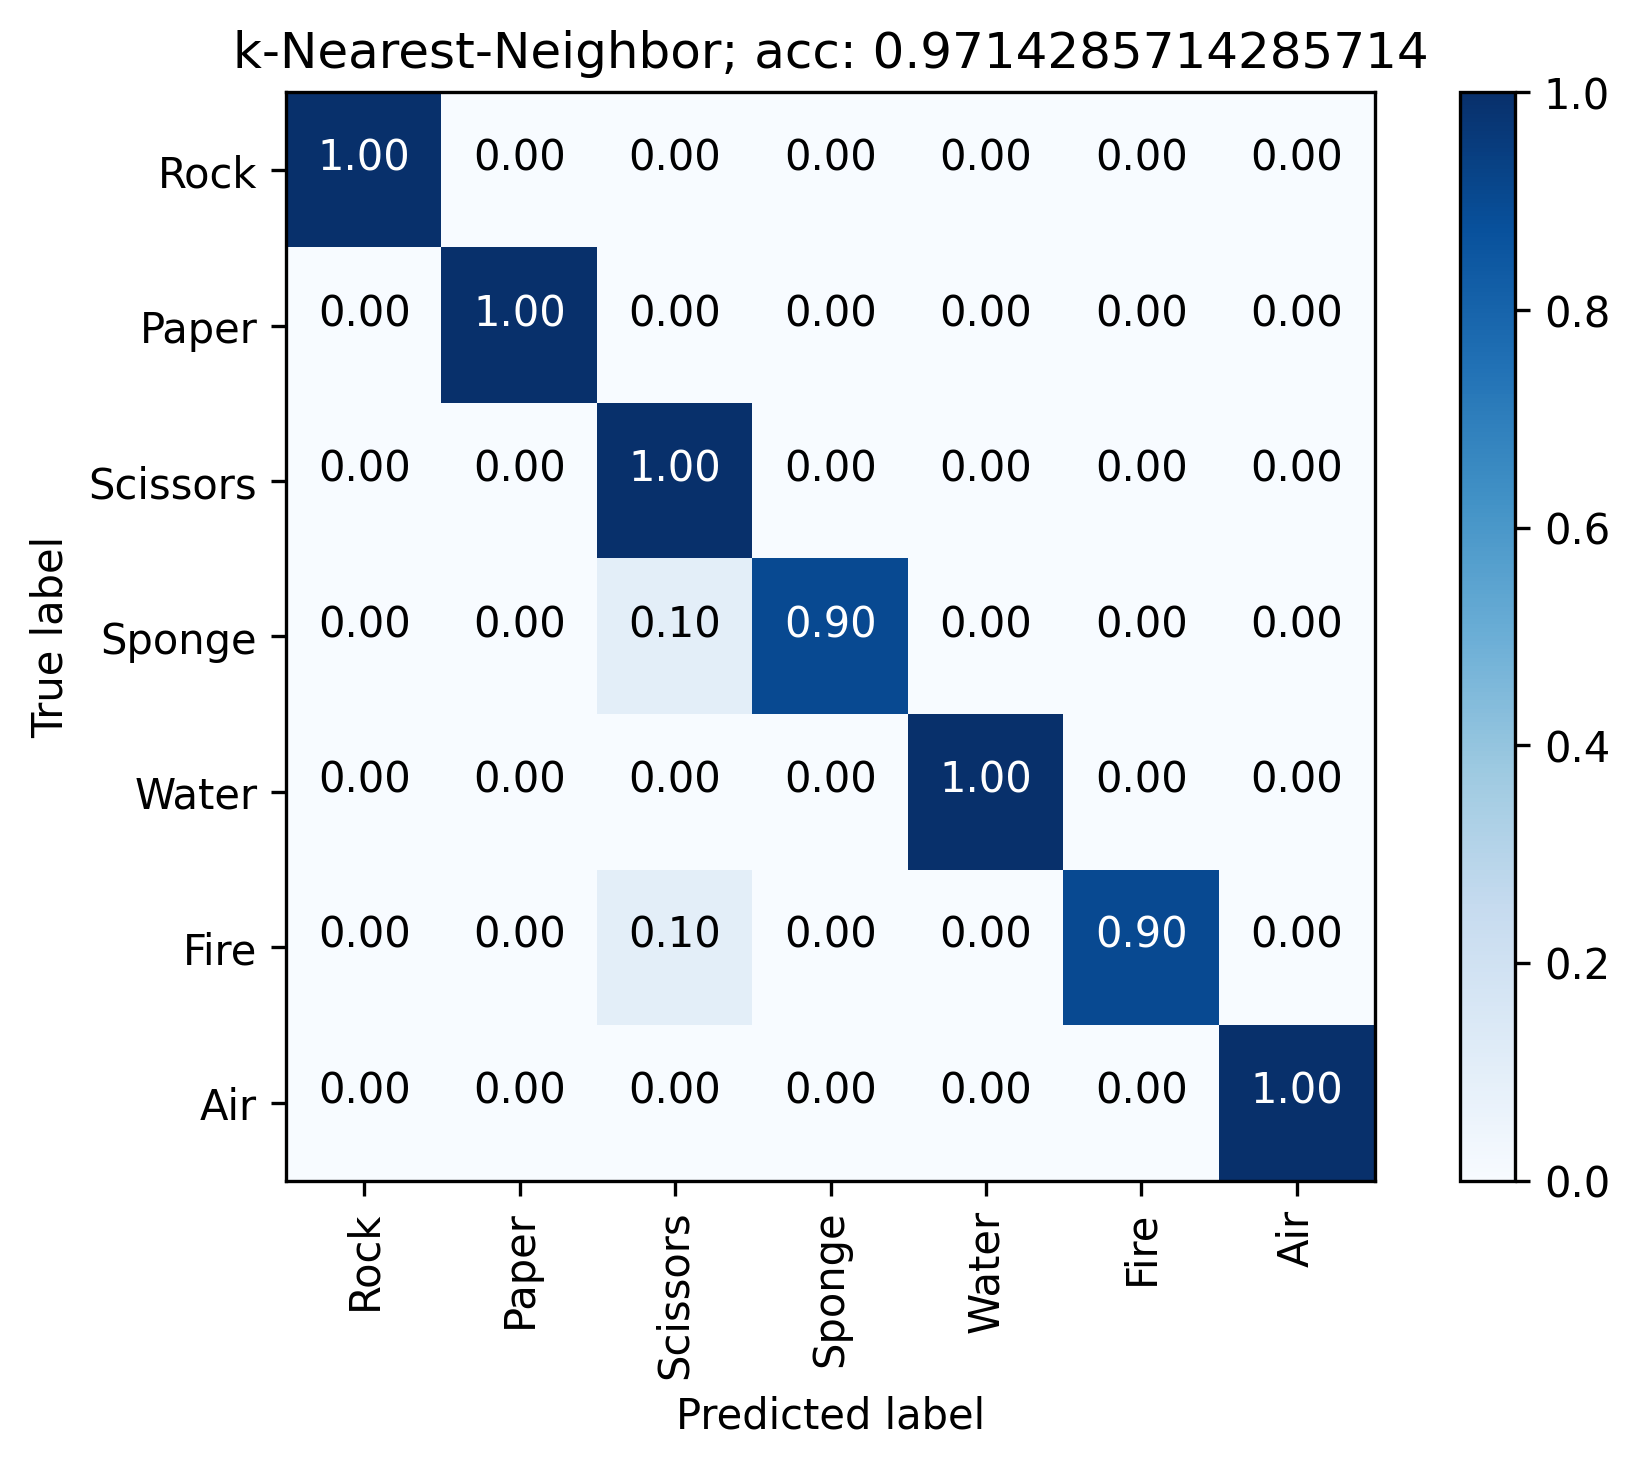 k-Nearest-Neighbor; acc: 0.9714285714285714
Rock 1.00 0.00 0.00 0.00 0.00 0.00 0.00
Paper 0.00 1.00 0.00 0.00 0.00 0.00 0.00
Scissors 0.00 0.00 1.00 0.00 0.00 0.00 0.00
Sponge 0.00 0.00 0.10 0.90 0.00 0.00 0.00
Water 0.00 0.00 0.00 0.00 1.00 0.00 0.00
Fire 0.00 0.00 0.10 0.00 0.00 0.90 0.00
Air 0.00 0.00 0.00 0.00 0.00 0.00 1.00
True label
Rock Paper Scissors Sponge Water Fire Air
Predicted label
1.0
0.8
0.6
0.4
0.2
0.0